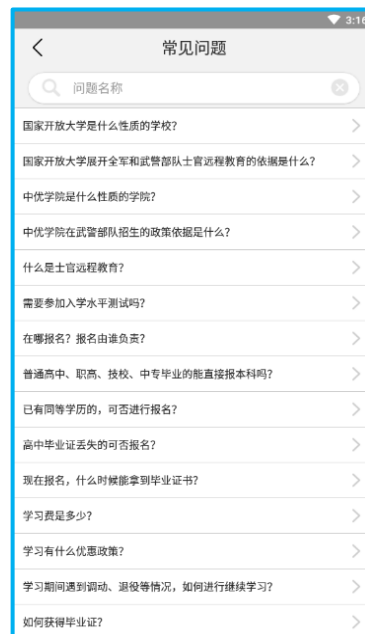 3:16
常见问题
问题名称
国家开放大学是什么性质的学校?
国家开放大学展开全军和武警部队士官远程教育的依据是什么?
中优学院是什么性质的学院?
中优学院在武警部队招生的政策依据是什么?
什么是士官远程教育?
需要参加入学水平测试吗?
在哪报名? 报名由谁负责?
普通高中、职高、技校、中专毕业的能直接报本科吗?
已有同等学历的，可否进行报名?
高中毕业证丢失的可否报名?
现在报名，什么时候能拿到毕业证书?
学习费是多少?
学习有什么优惠政策?
学习期间遇到调动、退役等情况，如何进行继续学习?
如何获得毕业证?